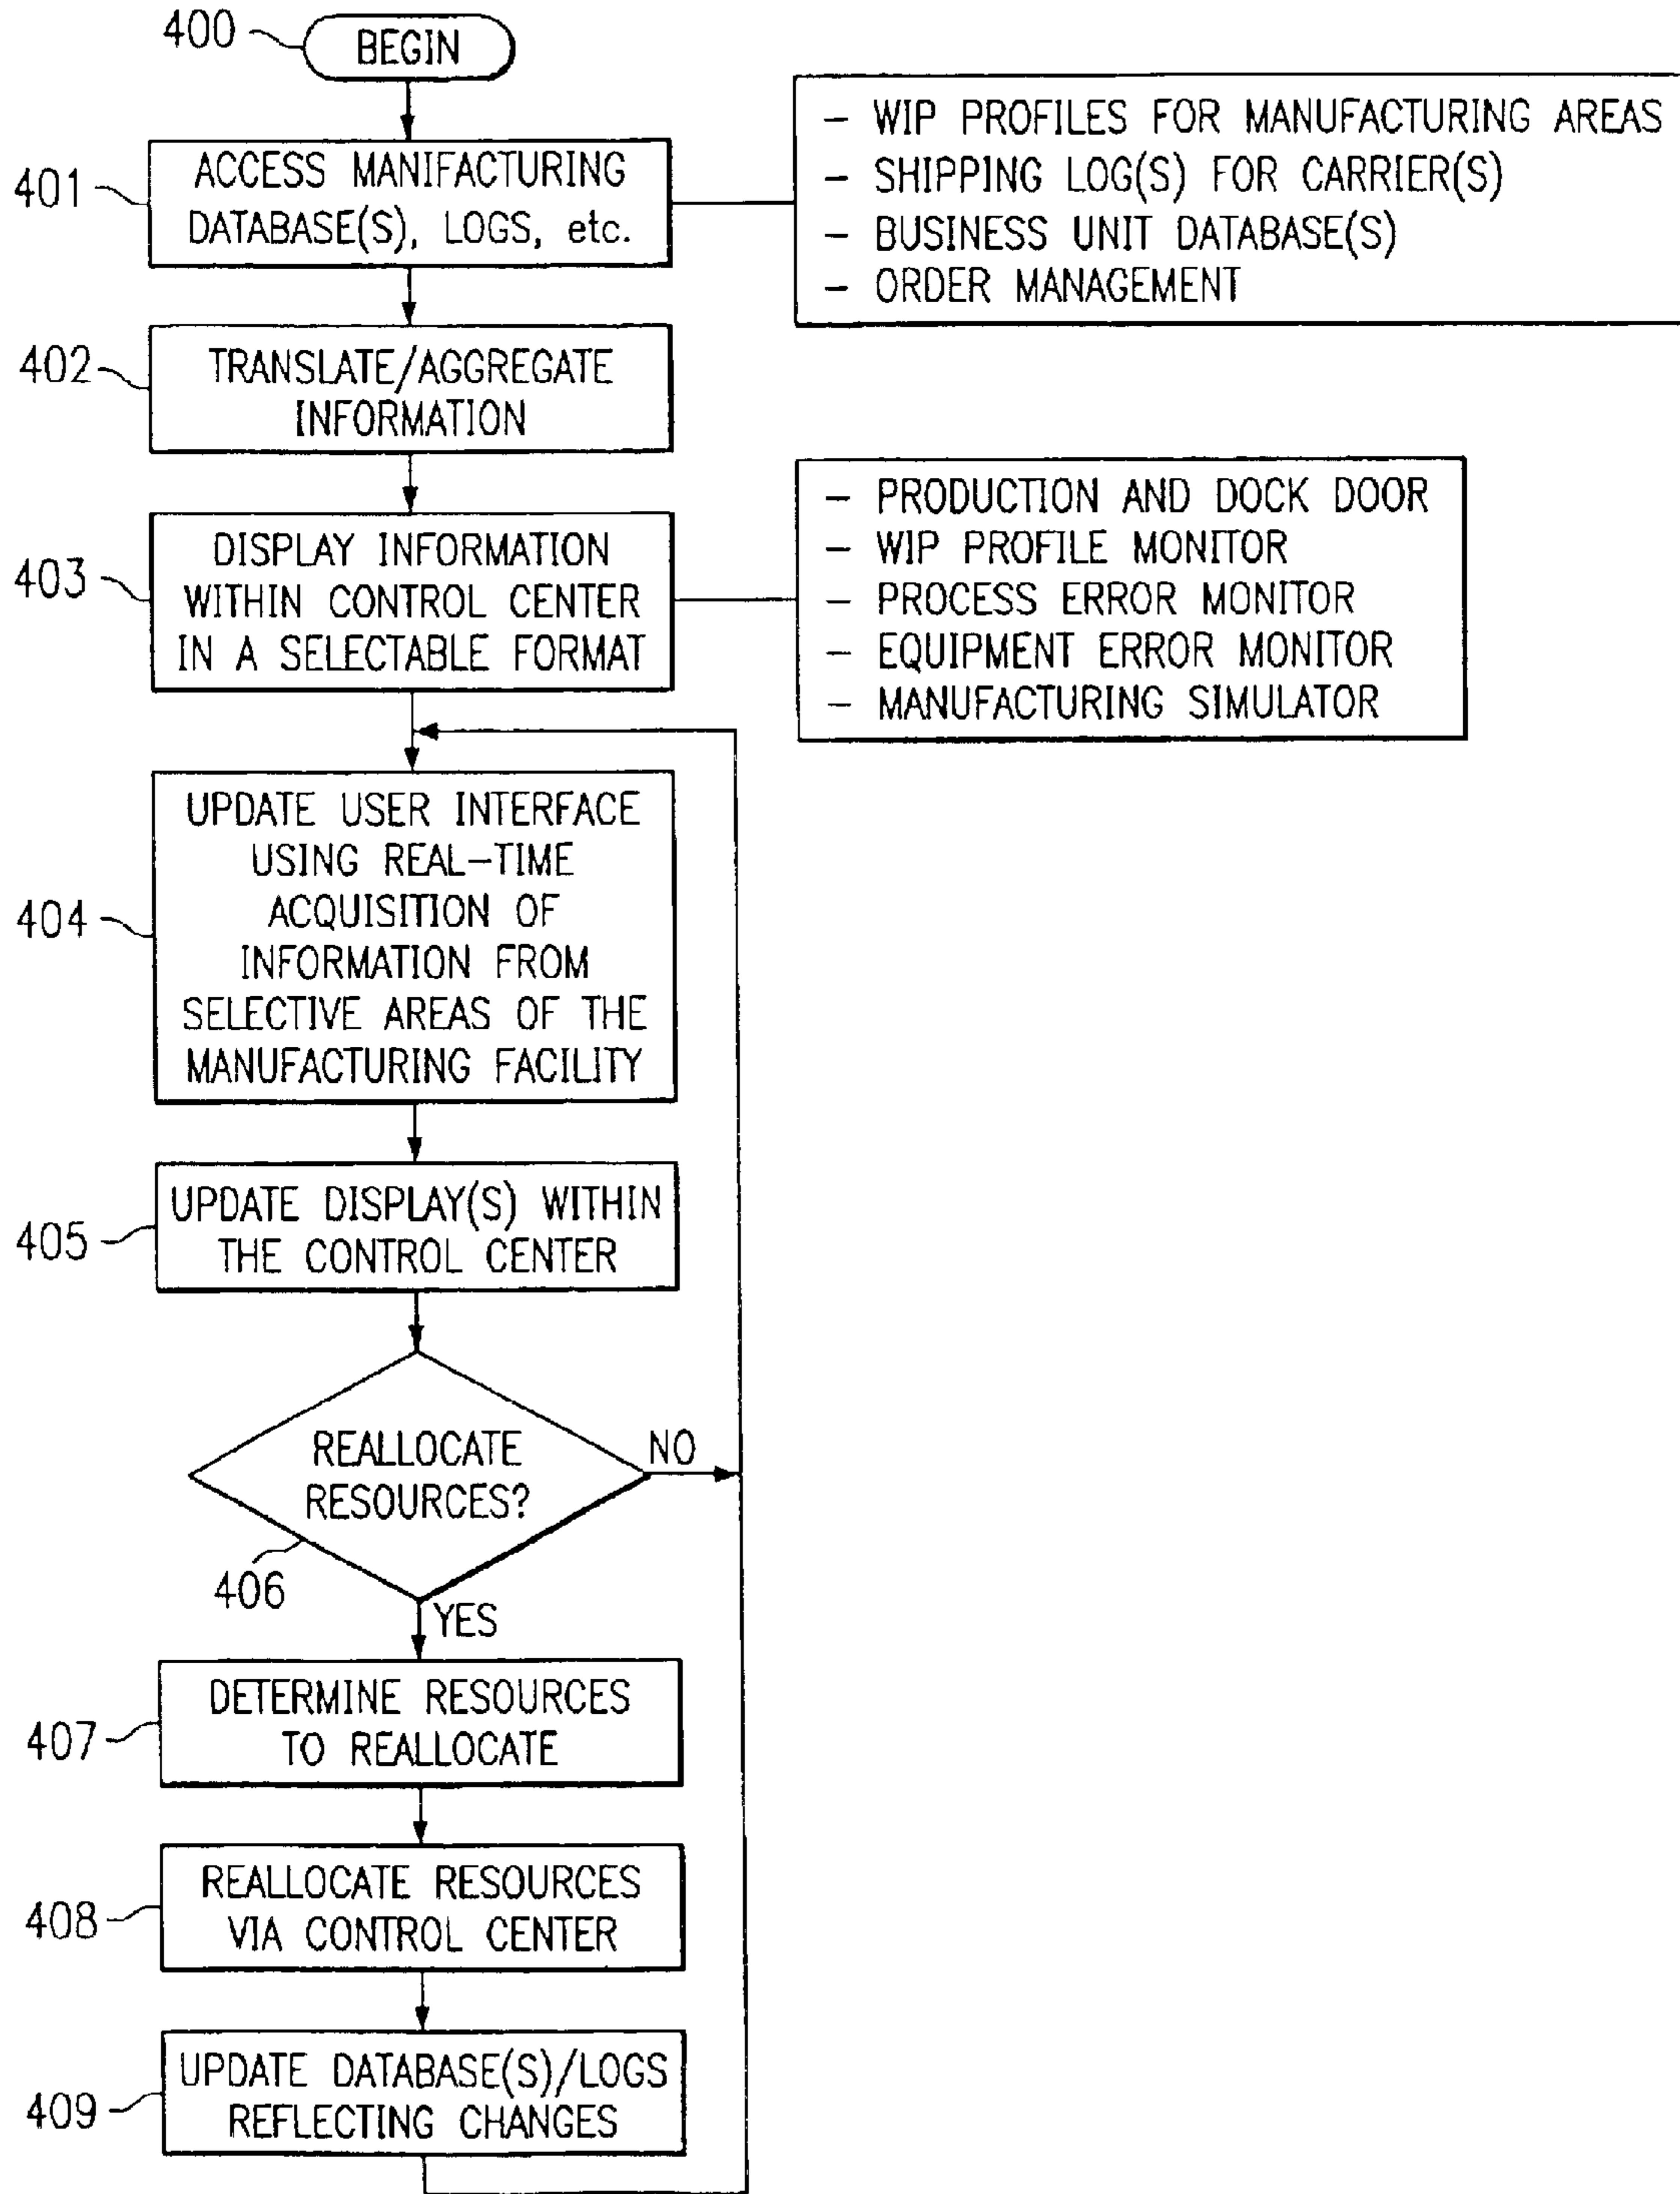 400
BEGIN
401
ACCESS MANIFACTURING
DATABASE(S), LOGS, etc.
- WIP PROFILES FOR MANUFACTURING AREAS
- SHIPPING LOG(S) FOR CARRIER(S)
- BUSINESS UNIT DATABASE(S)
- ORDER MANAGEMENT
402
TRANSLATE/AGGREGATE
INFORMATION
403
DISPLAY INFORMATION
WITHIN CONTROL CENTER
IN A SELECTABLE FORMAT
- PRODUCTION AND DOCK DOOR
- WIP PROFILE MONITOR
- PROCESS ERROR MONITOR
- EQUIPMENT ERROR MONITOR
- MANUFACTURING SIMULATOR
404
UPDATE USER INTERFACE
USING REAL-TIME
ACQUISITION OF
INFORMATION FROM
SELECTIVE AREAS OF THE
MANUFACTURING FACILITY
405
UPDATE DISPLAY(S) WITHIN
THE CONTROL CENTER
REALLOCATE
RESOURCES?
NO
406
YES
407
DETERMINE RESOURCES
TO REALLOCATE
408
REALLOCATE RESOURCES
VIA CONTROL CENTER
409
UPDATE DATABASE(S)/LOGS
REFLECTING CHANGES